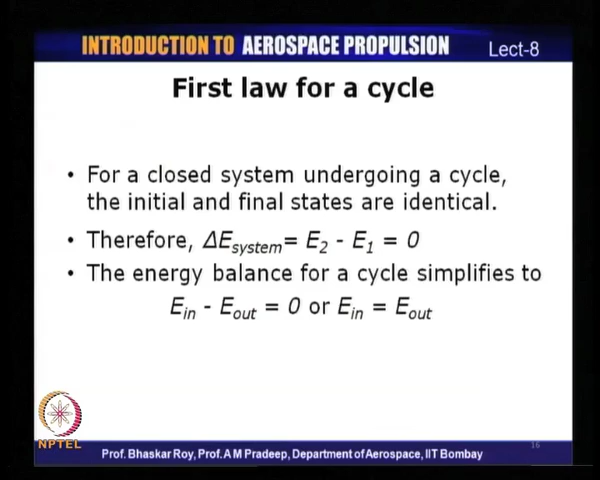 INTRODUCTION TO AEROSPACE PROPULSION Lect-8
First law for a cycle
• For a closed system undergoing a cycle,
the initial and final states are identical.
• Therefore, ΔEsystem= E2 - E1 = 0
• The energy balance for a cycle simplifies to
Ein - Eout = 0 or Ein = Eout
NPTEL
16
Prof. Bhaskar Roy, Prof. A M Pradeep, Department of Aerospace, IIT Bombay